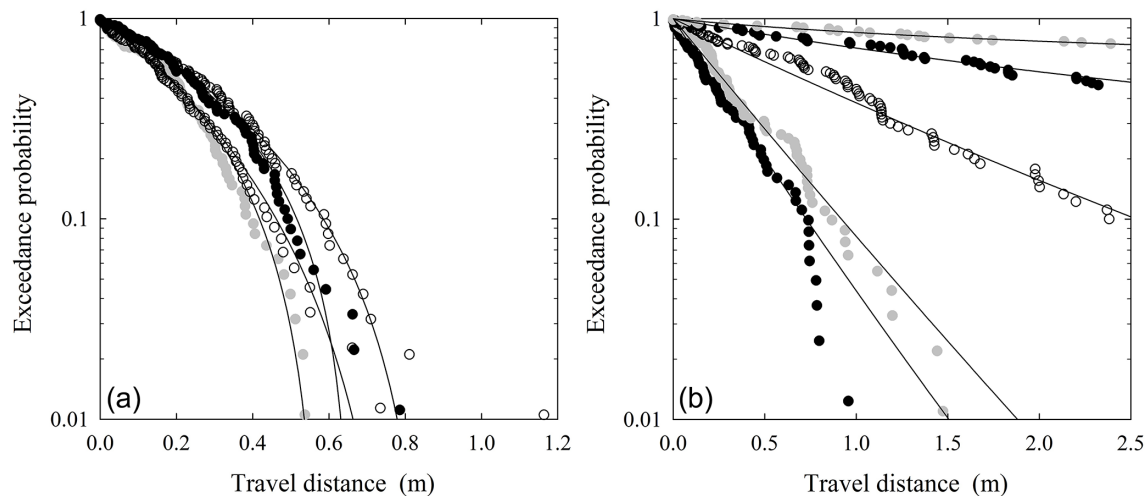 1
0.1
0.01
Exceedance probability
(a)
0.0 0.2 0.4 0.6 0.8 1.0 1.2
Travel distance (m)
1
0.1
0.01
Exceedance probability
(b)
0.0 0.5 1.0 1.5 2.0 2.5
Travel distance (m)